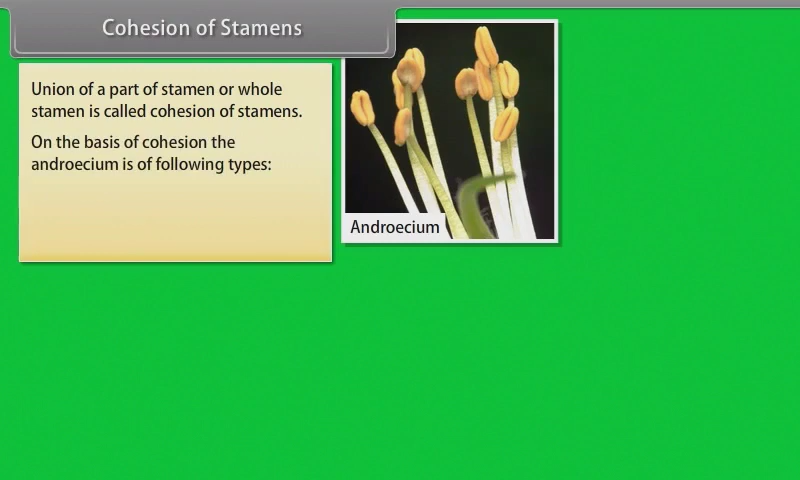 Cohesion of Stamens
Union of a part of stamen or whole
stamen is called cohesion of stamens.
On the basis of cohesion the
androecium is of following types:
Androecium